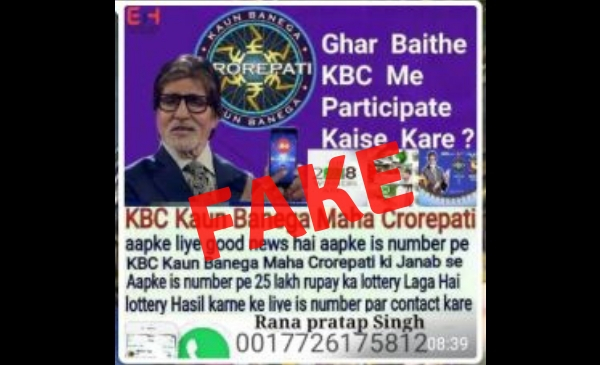 Ghar Baithe
KBC Me
Participate
Kaise Kare ?
KAUN BANEGA
CROREPATI
KAUN BANEGA
FAKE
KBC Kaun Banega Maha Crorepati
aapke liye good news hai aapke is number pe
KBC Kaun Banega Maha Crorepati ki Janab se
Aapke is number pe 25 lakh rupay ka lottery Laga Hai
lottery Hasil karne ke live is number par contact kare
Rana pratap Singh
0017726175812
08:39